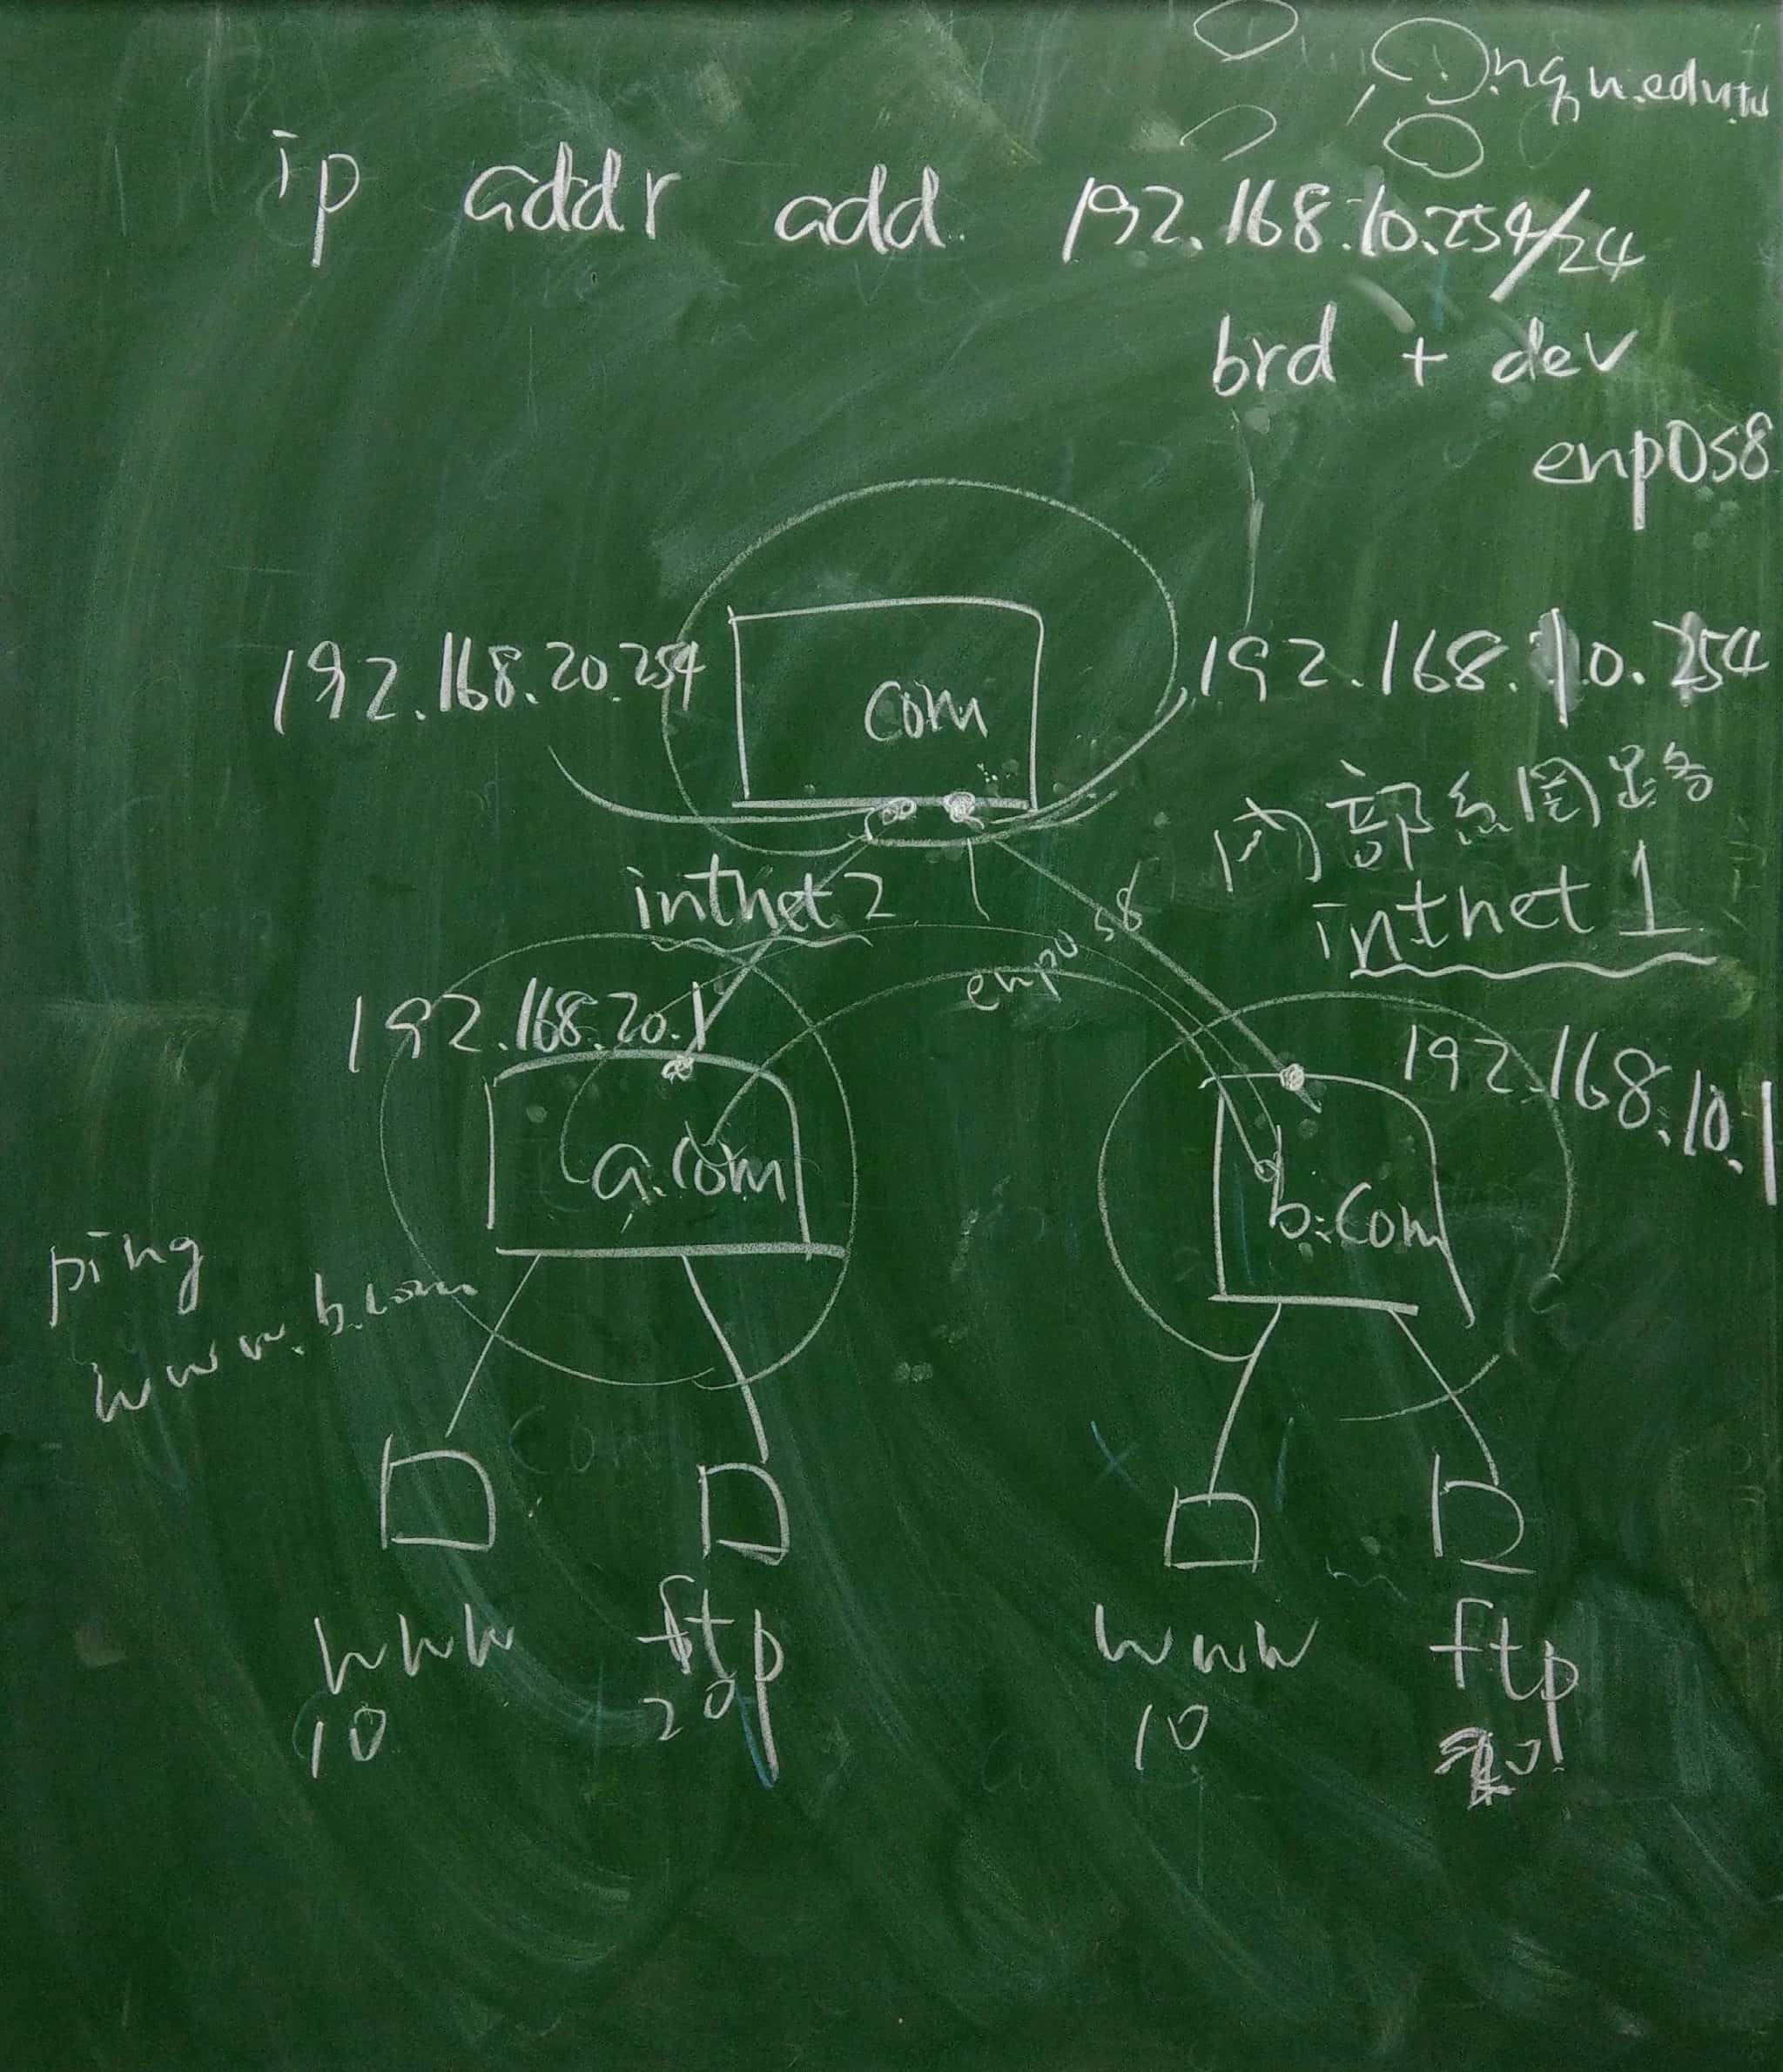 nqu.edu.tw
ip addr add 192.168.10.254/24
brd + dev
enp0s8
192.168.20.254
com
192.168.10.254
內部網路
intnet 2
intnet 1
enp0s8
192.168.20.1
192.168.10.1
a.com
b.com
ping
www.b.com
www
ftp
www
ftp
10
20
10